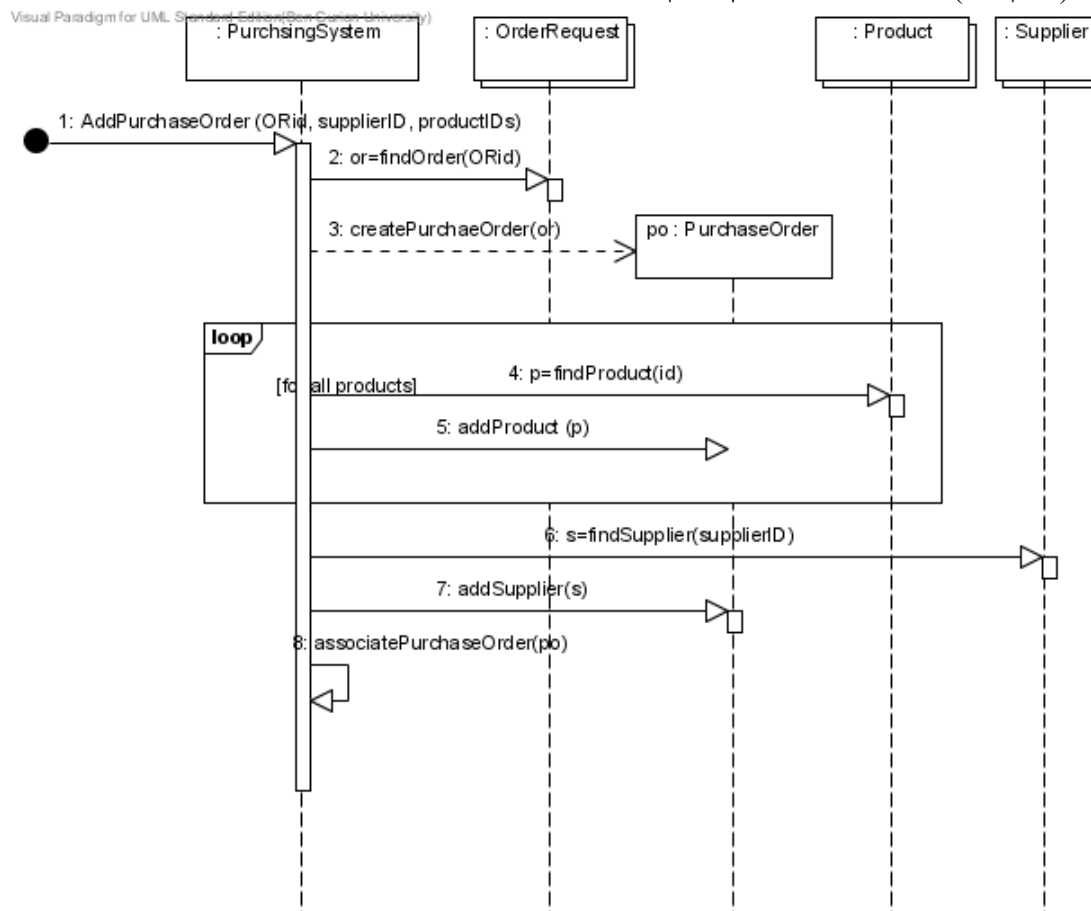 Visual Paradigm for UML Standard Edition(Ben Gurion University)
: PurchsingSystem
: OrderRequest
: Product
: Supplier
1: AddPurchaseOrder (ORid, supplierID, productIDs)
2: or=findOrder(ORid)
3: createPurchaeOrder(or)
po : PurchaseOrder
loop
4: p=findProduct(id)
[for all products]
5: addProduct (p)
6: s=findSupplier(supplierID)
7: addSupplier(s)
8: associatePurchaseOrder(po)